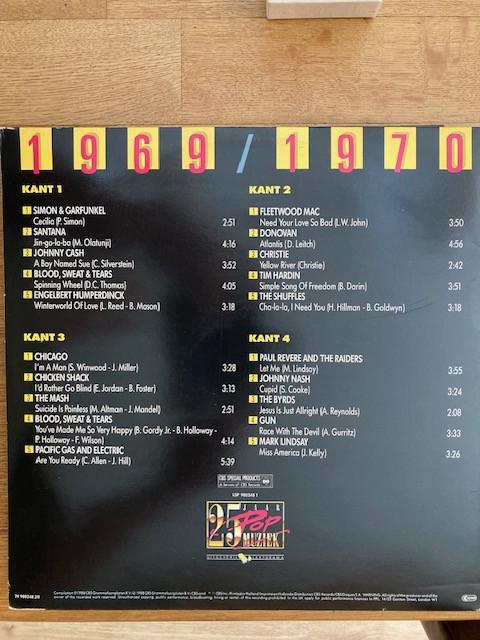 1969/1970
KANT 1
1 SIMON & GARFUNKEL
Cecilia (P. Simon) 2:51
2 SANTANA
Jin-go-la-ba (M. Olatunji) 4:16
3 JOHNNY CASH
A Boy Named Sue (C. Silverstein) 3:52
4 BLOOD, SWEAT & TEARS
Spinning Wheel (D.C. Thomas) 4:05
5 ENGELBERT HUMPERDINCK
Winterworld Of Love (L. Reed - B. Mason) 3:18
KANT 2
1 FLEETWOOD MAC
Need Your Love So Bad (L.W. John) 3:50
2 DONOVAN
Atlantis (D. Leitch) 4:56
3 CHRISTIE
Yellow River (Christie) 2:42
4 TIM HARDIN
Simple Song Of Freedom (B. Darin) 3:51
5 THE SHUFFLES
Cha-la-la, I Need You (H. Hillman - B. Goldwyn) 3:18
KANT 3
1 CHICAGO
I'm A Man (S. Winwood - J. Miller) 3:28
2 CHICKEN SHACK
I'd Rather Go Blind (E. Jordan - B. Foster) 3:13
3 THE MASH
Suicide Is Painless (M. Altman - J. Mandel) 2:51
4 BLOOD, SWEAT & TEARS
You've Made Me So Very Happy (B. Gordy Jr. - B. Holloway -
P. Holloway - F. Wilson) 4:14
5 PACIFIC GAS AND ELECTRIC
Are You Ready (C. Allen - J. Hill) 5:39
KANT 4
1 PAUL REVERE AND THE RAIDERS
Let Me (M. Lindsay) 3:55
2 JOHNNY NASH
Cupid (S. Cooke) 3:24
3 THE BYRDS
Jesus Is Just Allright (A. Reynolds) 2:08
4 GUN
Race With The Devil (A. Gurvitz) 3:33
5 MARK LINDSAY
Miss America (J. Kelly) 3:26
CBS SPECIAL PRODUCTS
A Service of CBS Records
LSP 980348 1
25 JAAR
Pop
MUZIEK